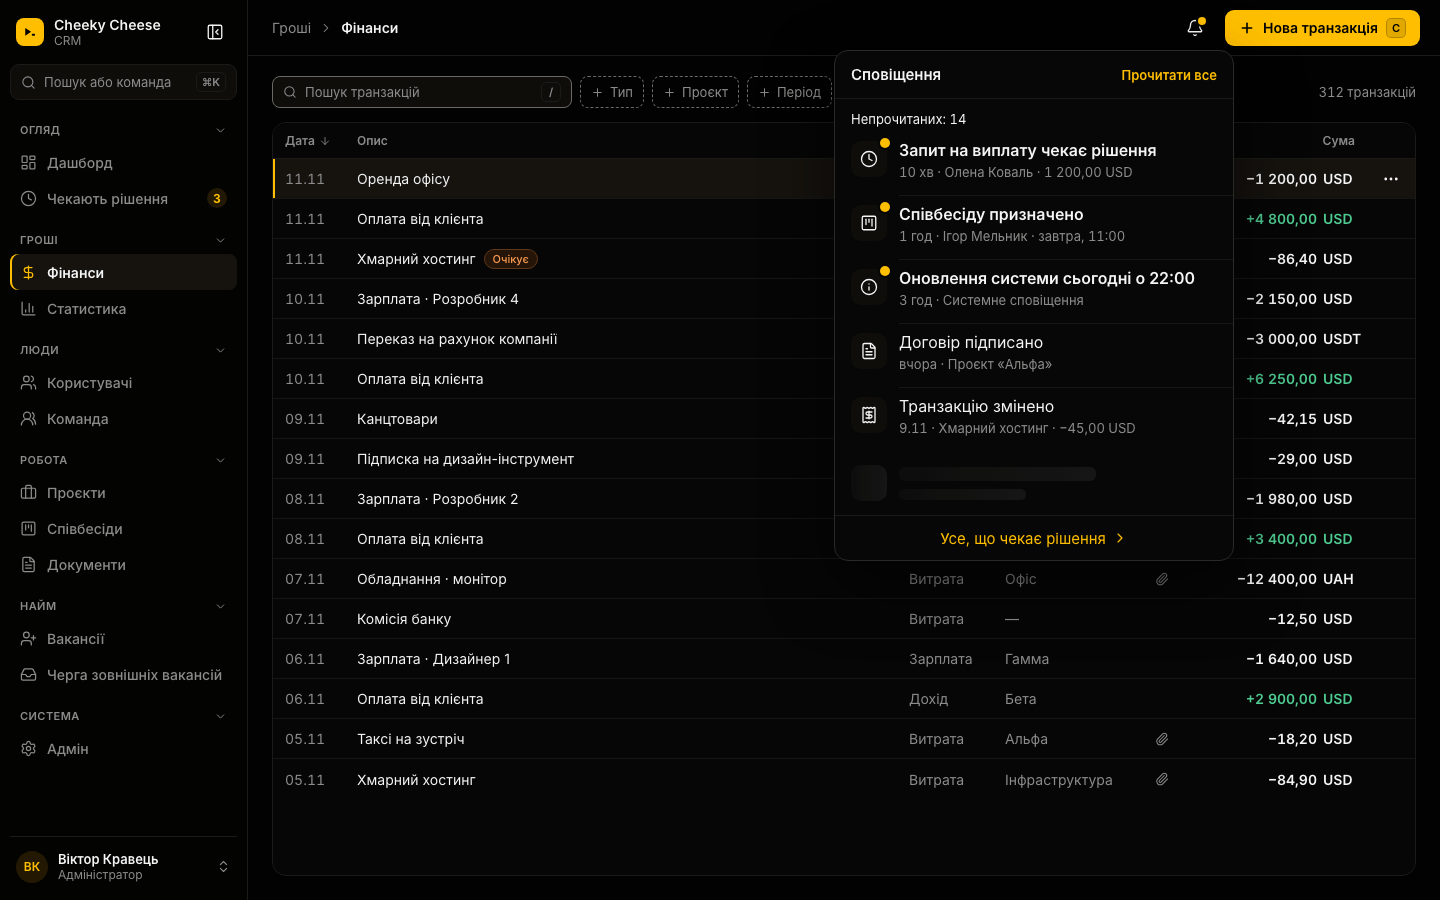 Cheeky Cheese
CRM
Пошук або команда ⌘K
ОГЛЯД
Дашборд
Чекають рішення 3
ГРОШІ
Фінанси
Статистика
ЛЮДИ
Користувачі
Команда
РОБОТА
Проєкти
Співбесіди
Документи
НАЙМ
Вакансії
Черга зовнішніх вакансій
СИСТЕМА
Адмін
ВК Віктор Кравець
Адміністратор
Гроші Фінанси
Нова транзакція C
Пошук транзакцій /
Тип
Проєкт
Період
312 транзакцій
Дата Опис Сума
11.11 Оренда офісу −1 200,00 USD
11.11 Оплата від клієнта +4 800,00 USD
11.11 Хмарний хостинг Очікує −86,40 USD
10.11 Зарплата · Розробник 4 −2 150,00 USD
10.11 Переказ на рахунок компанії −3 000,00 USDT
10.11 Оплата від клієнта +6 250,00 USD
09.11 Канцтовари −42,15 USD
09.11 Підписка на дизайн-інструмент −29,00 USD
08.11 Зарплата · Розробник 2 −1 980,00 USD
08.11 Оплата від клієнта +3 400,00 USD
07.11 Обладнання · монітор Витрата Офіс −12 400,00 UAH
07.11 Комісія банку Витрата — −12,50 USD
06.11 Зарплата · Дизайнер 1 Зарплата Гамма −1 640,00 USD
06.11 Оплата від клієнта Дохід Бета +2 900,00 USD
05.11 Таксі на зустріч Витрата Альфа −18,20 USD
05.11 Хмарний хостинг Витрата Інфраструктура −84,90 USD
Сповіщення Прочитати все
Непрочитаних: 14
Запит на виплату чекає рішення
10 хв · Олена Коваль · 1 200,00 USD
Співбесіду призначено
1 год · Ігор Мельник · завтра, 11:00
Оновлення системи сьогодні о 22:00
3 год · Системне сповіщення
Договір підписано
вчора · Проєкт «Альфа»
Транзакцію змінено
9.11 · Хмарний хостинг · −45,00 USD
Усе, що чекає рішення